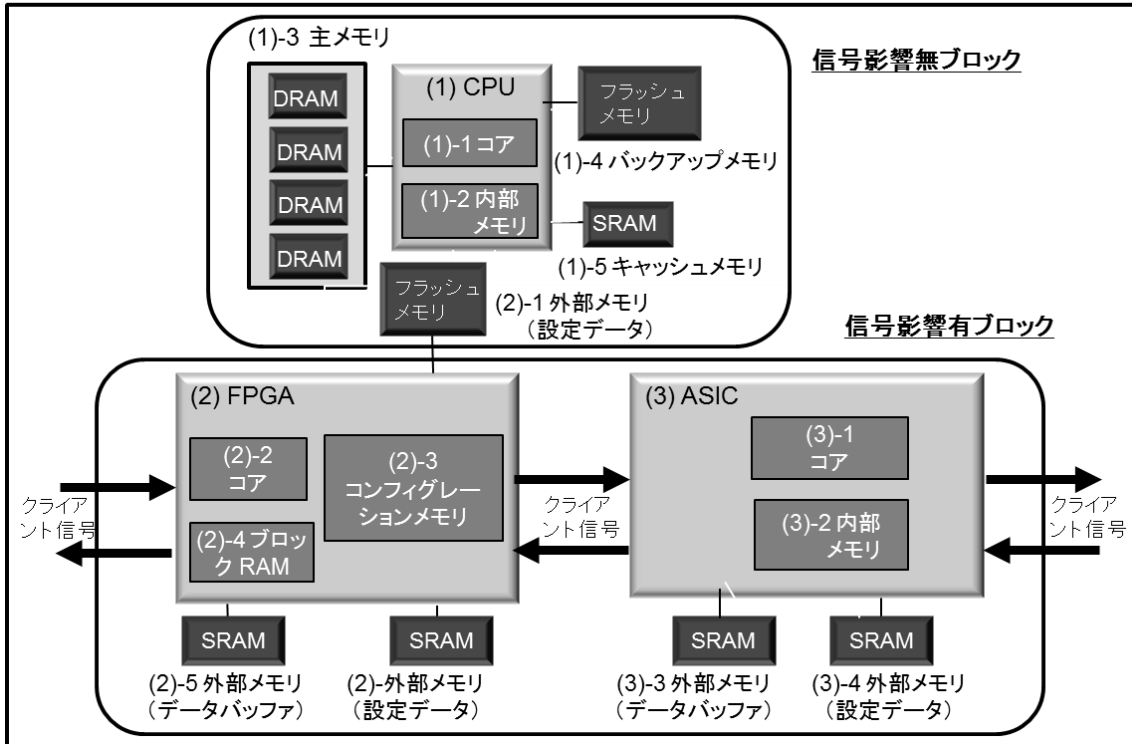 (1)-3 主メモリ
信号影響無ブロック
DRAM
DRAM
DRAM
DRAM
(1) CPU
(1)-1 コア
(1)-2 内部
メモリ
フラッシュ
メモリ
(1)-4 バックアップメモリ
SRAM
(1)-5 キャッシュメモリ
フラッシュ
メモリ
(2)-1 外部メモリ
(設定データ)
信号影響有ブロック
(2) FPGA
(2)-2
コア
(2)-3
コンフィグレー
ションメモリ
(2)-4 ブロッ
ク RAM
(3) ASIC
(3)-1
コア
(3)-2 内部
メモリ
クライア
ント信号
クライア
ント信号
クライア
ント信号
SRAM
(2)-5 外部メモリ
(データバッファ)
SRAM
(2)-外部メモリ
(設定データ)
SRAM
(3)-3 外部メモリ
(データバッファ)
SRAM
(3)-4 外部メモリ
(設定データ)